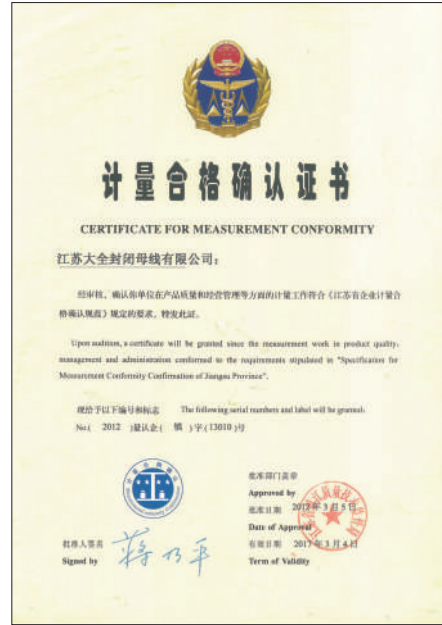 计量合格确认证书
CERTIFICATE FOR MEASUREMENT CONFORMITY
江苏大全封闭母线有限公司：
经审核，确认你单位在产品质量和经营管理等方面的计量工作符合《江苏省企业计量合
格确认规范》规定的要求，特发此证。
Upon audition, a certificate will be granted since the measurement work in product quality,
management and administration conformed to the requirements stipulated in "Specification for
Measurement Conformity Confirmation of Jiangsu Province".
现给予以下编号和标志 The following serial numbers and label will be granted:
No.( 2012 )量认企( 镇 )字(13010)号
批准部门盖章
Approved by
批准日期 2012年3月5日
Date of Approval
批准人签名 蒋乃平
有效日期 2017年3月4日
Signed by
Term of Validity